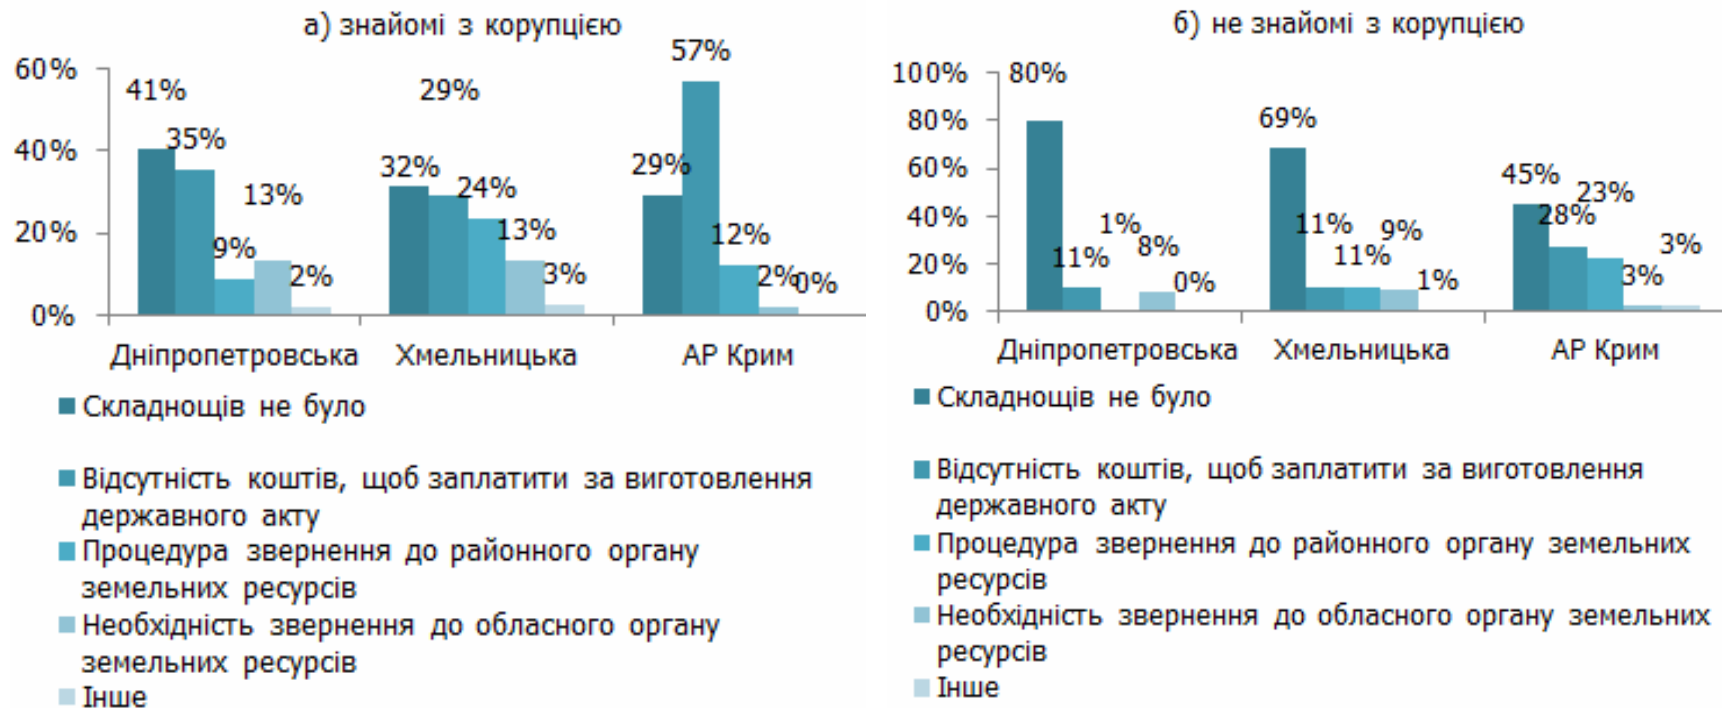 а) знайомі з корупцією
60%
40%
20%
0%
41%
35%
9%
13%
2%
32%
29%
24%
13%
3%
29%
57%
12%
2%
0%
Дніпропетровська
Хмельницька
АР Крим
Складнощів не було
Відсутність коштів, щоб заплатити за виготовлення
державного акту
Процедура звернення до районного органу
земельних ресурсів
Необхідність звернення до обласного органу
земельних ресурсів
Інше
б) не знайомі з корупцією
100%
80%
60%
40%
20%
0%
80%
11%
1%
8%
0%
69%
11%
11%
9%
1%
45%
28%
23%
3%
3%
Дніпропетровська
Хмельницька
АР Крим
Складнощів не було
Відсутність коштів, щоб заплатити за виготовлення
державного акту
Процедура звернення до районного органу земельних
ресурсів
Необхідність звернення до обласного органу земельних
ресурсів
Інше